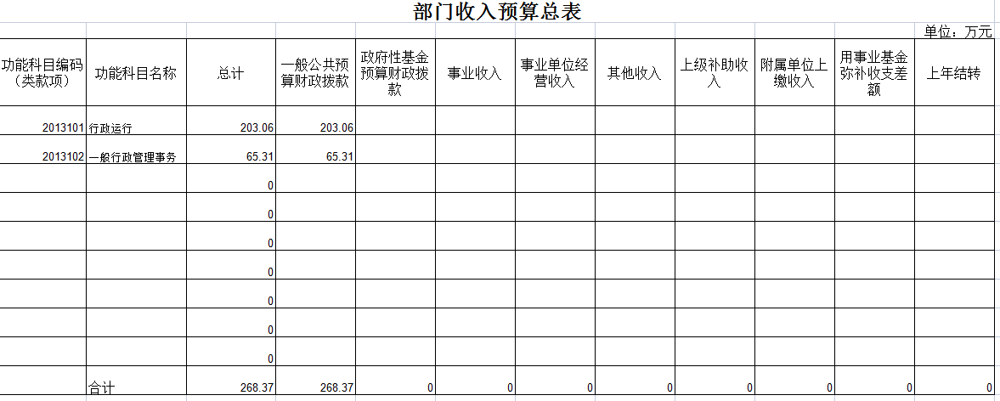 部门收入预算总表
单位：万元
功能科目编码（类款项） 功能科目名称 总计 一般公共预算财政拨款 政府性基金预算财政拨款 事业收入 事业单位经营收入 其他收入 上级补助收入 附属单位上缴收入 用事业基金弥补收支差额 上年结转
2013101 行政运行 203.06 203.06
2013102 一般行政管理事务 65.31 65.31
0
0
0
0
0
0
0
合计 268.37 268.37 0 0 0 0 0 0 0 0